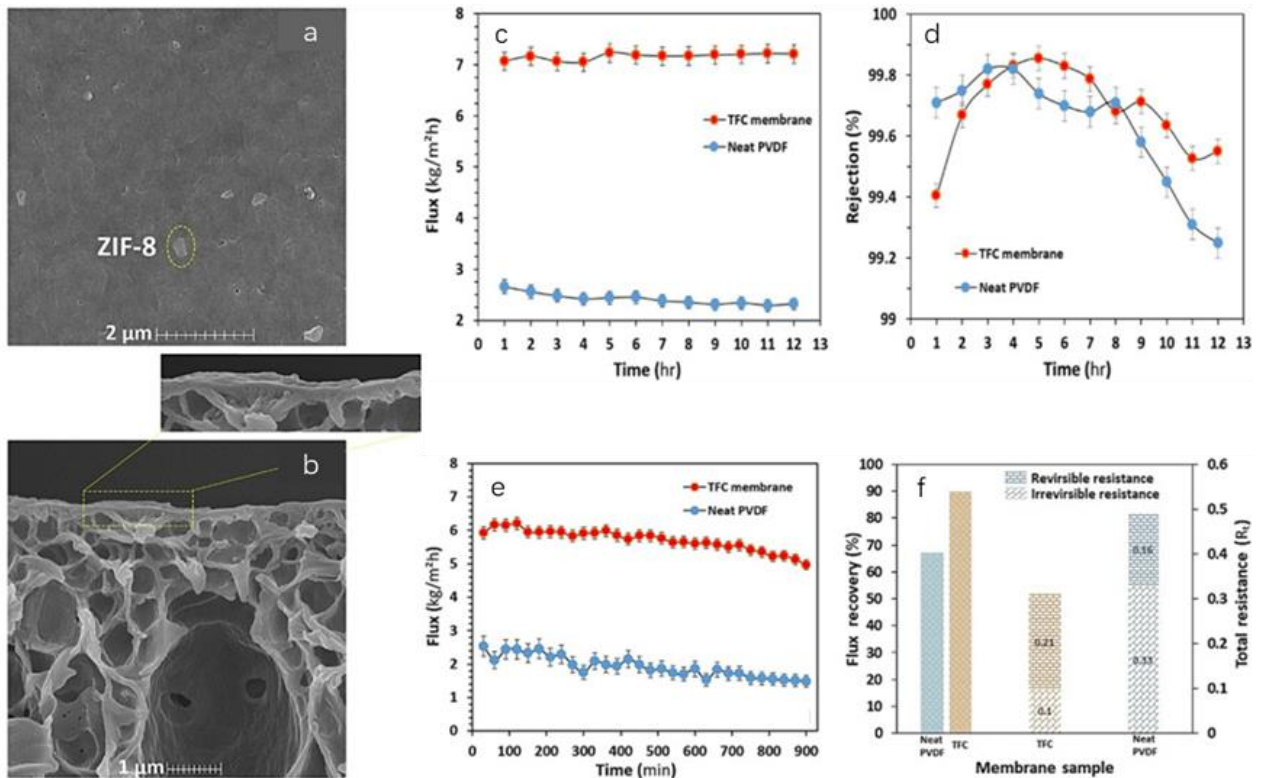 a
ZIF-8
2 µm
b
1 µm
c
Flux (kg/m²h)
8
7
6
5
4
3
2
TFC membrane
Neat PVDF
0 1 2 3 4 5 6 7 8 9 10 11 12 13
Time (hr)
d
Rejection (%)
100
99.8
99.6
99.4
99.2
99
TFC membrane
Neat PVDF
0 1 2 3 4 5 6 7 8 9 10 11 12 13
Time (hr)
e
Flux (kg/m²h)
8
7
6
5
4
3
2
1
0
TFC membrane
Neat PVDF
0 100 200 300 400 500 600 700 800 900
Time (min)
f
Flux recovery (%)
100
90
80
70
60
50
40
30
20
10
0
Revirsible resistance
Irrevirsible resistance
0.21
0.1
0.16
0.33
0.6
0.5
0.4
0.3
0.2
0.1
0
Total resistance (Rₜ)
Neat PVDF
TFC
TFC
Neat PVDF
Membrane sample